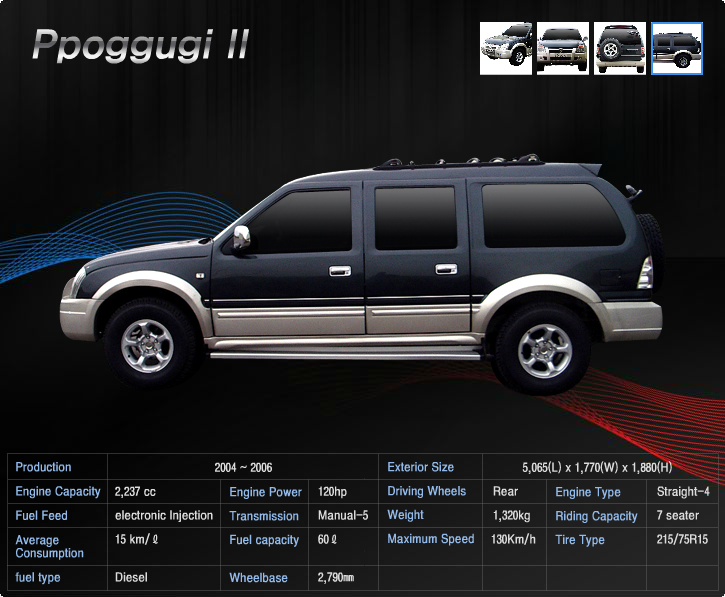 Ppoggugi II
Production 2004 ~ 2006 Exterior Size 5,065(L) x 1,770(W) x 1,880(H)
Engine Capacity 2,237 cc Engine Power 120hp Driving Wheels Rear Engine Type Straight-4
Fuel Feed electronic Injection Transmission Manual-5 Weight 1,320kg Riding Capacity 7 seater
Average Consumption 15 km/ℓ Fuel capacity 60ℓ Maximum Speed 130Km/h Tire Type 215/75R15
fuel type Diesel Wheelbase 2,790㎜